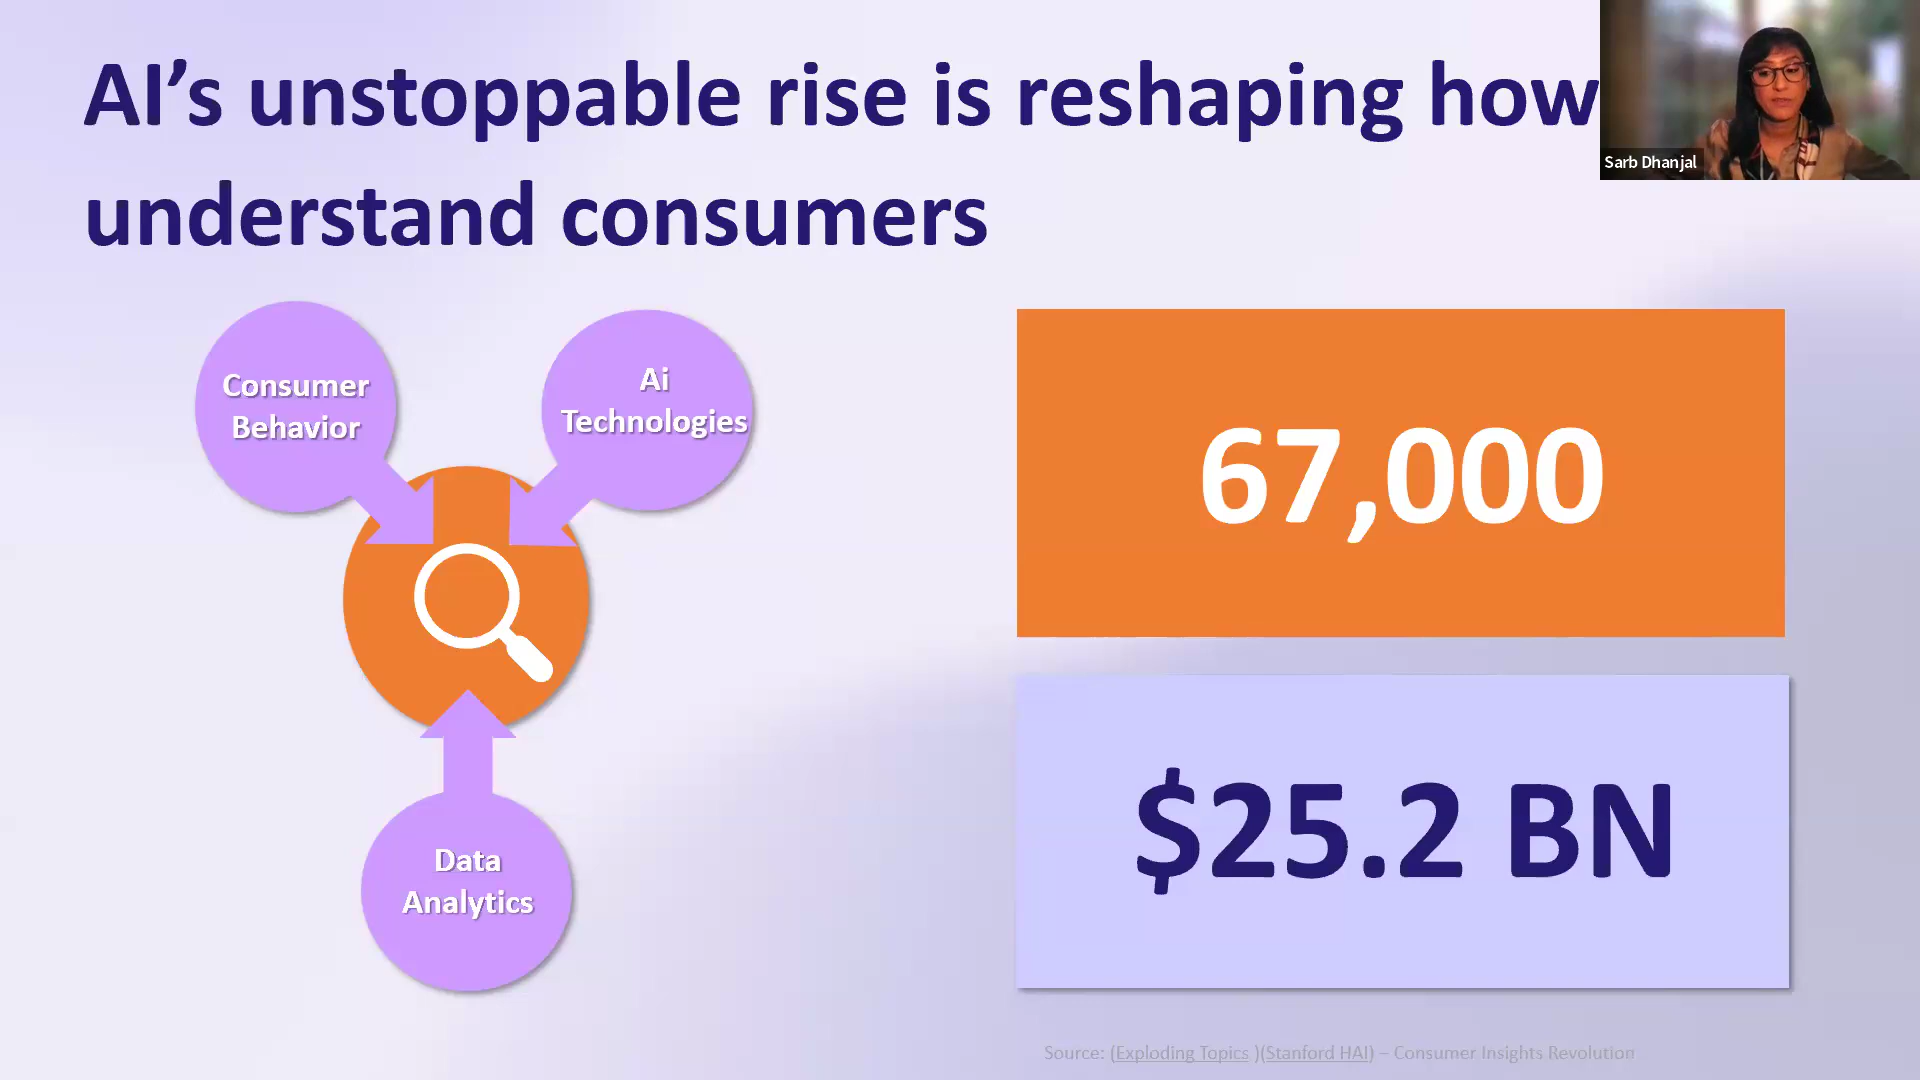 AI’s unstoppable rise is reshaping how
understand consumers
Sarb Dhanjal
Consumer
Behavior
Ai
Technologies
Data
Analytics
67,000
$25.2 BN
Source: (Exploding Topics )(Stanford HAI) – Consumer Insights Revolution